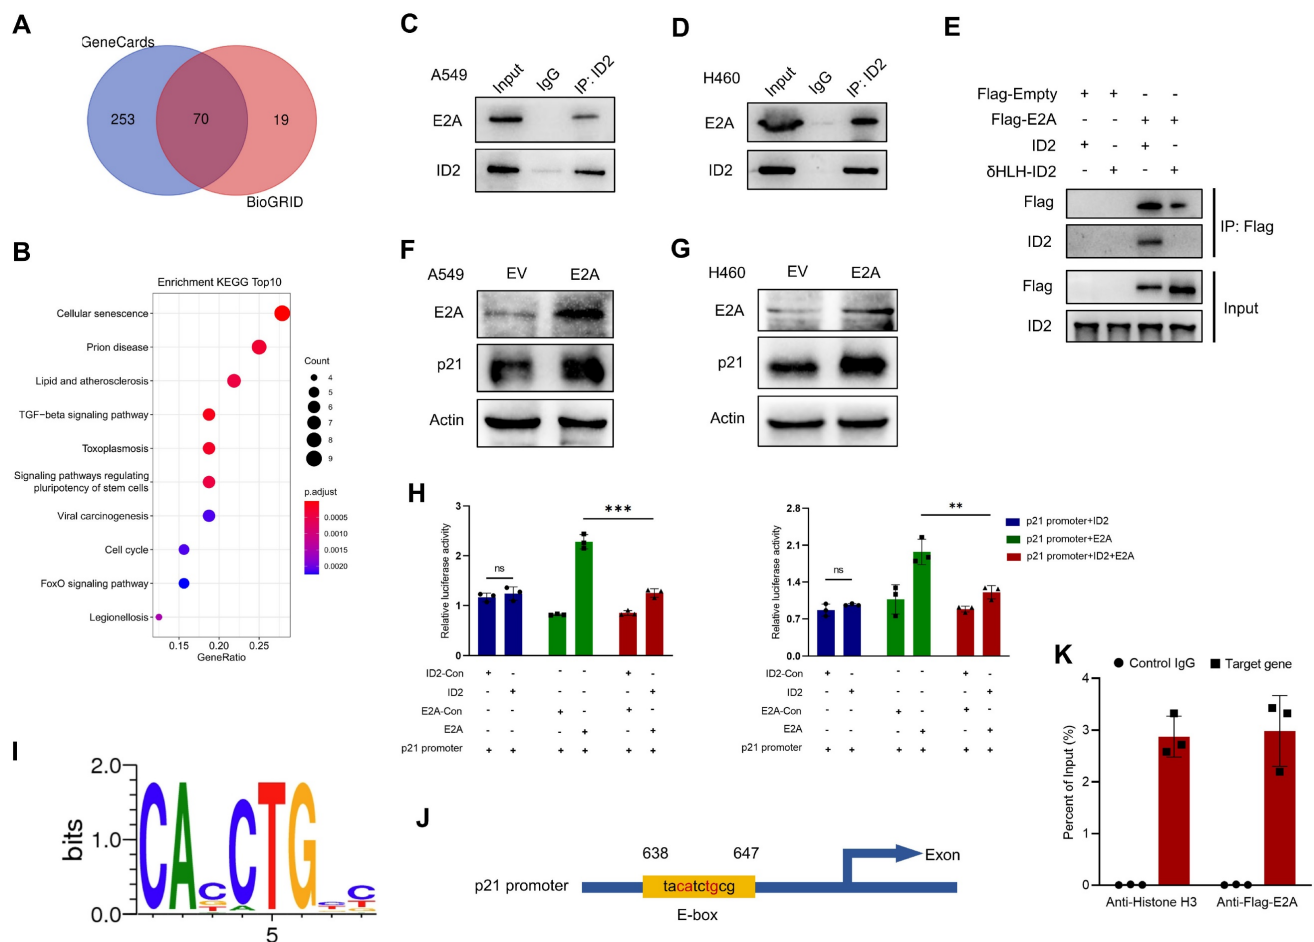 A
GeneCards
253
70
19
BioGRID
B
Enrichment KEGG Top10
Cellular senescence
Prion disease
Lipid and atherosclerosis
TGF−beta signaling pathway
Toxoplasmosis
Signaling pathways regulating
pluripotency of stem cells
Viral carcinogenesis
Cell cycle
FoxO signaling pathway
Legionellosis
0.15 0.20 0.25
GeneRatio
Count
4
5
6
7
8
9
p.adjust
0.0005
0.0010
0.0015
0.0020
C
A549
Input IgG IP: ID2
E2A
ID2
D
H460
Input IgG IP: ID2
E2A
ID2
E
Flag-Empty + + - -
Flag-E2A - - + +
ID2 + - + -
δHLH-ID2 - + - +
Flag
ID2
IP: Flag
Flag
ID2
Input
F
A549 EV E2A
E2A
p21
Actin
G
H460 EV E2A
E2A
p21
Actin
H
Relative luciferase activity
3
2
1
0
ns
***
ID2-Con + - - - + -
ID2 - + - - - +
E2A-Con - - + - + -
E2A - - - + - +
p21 promoter + + + + + +
Relative luciferase activity
2.8
2.1
1.4
0.7
0.0
ns
**
p21 promoter+ID2
p21 promoter+E2A
p21 promoter+ID2+E2A
ID2-Con + - - - + -
ID2 - + - - - +
E2A-Con - - + - + -
E2A - - - + - +
p21 promoter + + + + + +
I
bits
2.0
1.0
0.0
CACCTG
5
J
638 647
p21 promoter
tacatctgcg
E-box
Exon
K
Control IgG Target gene
Percent of Input (%)
4
3
2
1
0
Anti-Histone H3 Anti-Flag-E2A